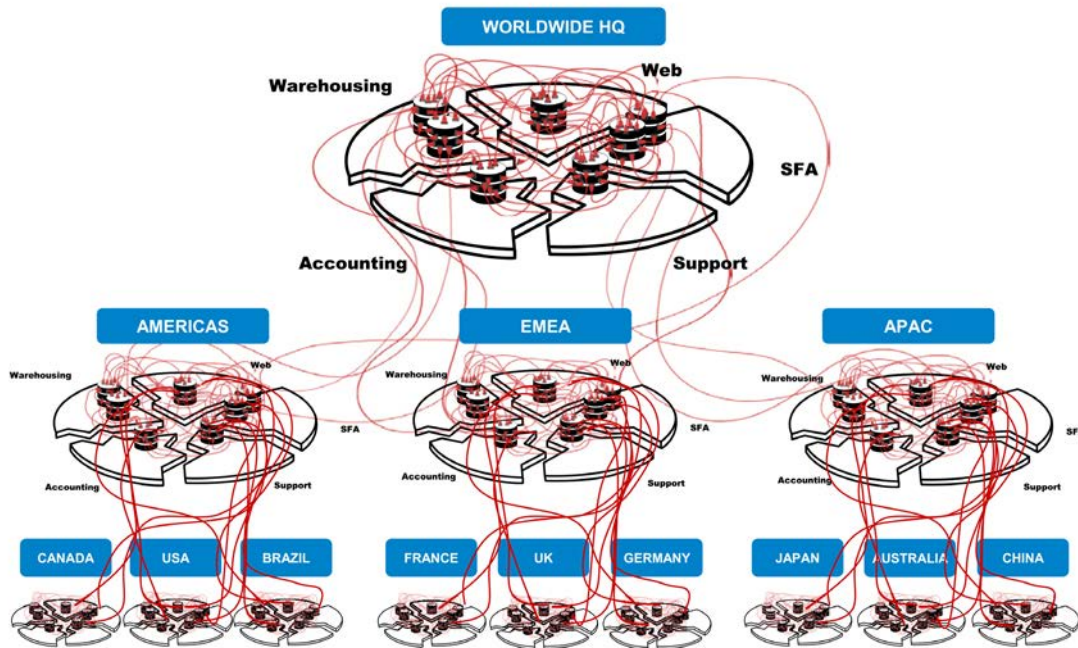 WORLDWIDE HQ
Warehousing
Web
SFA
Accounting
Support
AMERICAS
EMEA
APAC
Warehousing
Web
SFA
Accounting
Support
Warehousing
Web
SFA
Accounting
Support
Warehousing
Web
SF
Accounting
Support
CANADA
USA
BRAZIL
FRANCE
UK
GERMANY
JAPAN
AUSTRALIA
CHINA